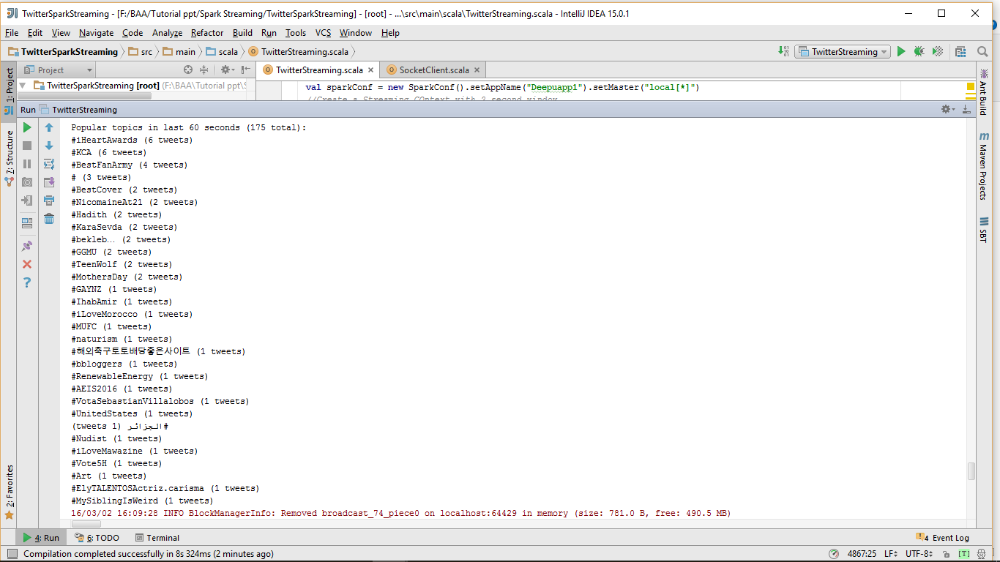 TwitterSparkStreaming - [F:/BAA/Tutorial ppt/Spark Streaming/TwitterSparkStreaming] - [root] - ...\src\main\scala\TwitterStreaming.scala - IntelliJ IDEA 15.0.1
File Edit View Navigate Code Analyze Refactor Build Run Tools VCS Window Help
TwitterSparkStreaming src main scala TwitterStreaming.scala TwitterStreaming
1: Project
7: Structure
2: Favorites
Project
TwitterStreaming.scala SocketClient.scala
TwitterSparkStreaming [root] (F:\BAA\Tutorial ppt\S
val sparkConf = new SparkConf().setAppName("Deepuapp1").setMaster("local[*]")
//Create a Streaming COntext with 2 second window
Ant Build
Maven Projects
SBT
Run TwitterStreaming
Popular topics in last 60 seconds (175 total):
#iHeartAwards (6 tweets)
#KCA (6 tweets)
#BestFanArmy (4 tweets)
# (3 tweets)
#BestCover (2 tweets)
#NicomaineAt21 (2 tweets)
#Hadith (2 tweets)
#KaraSevda (2 tweets)
#bekleb… (2 tweets)
#GGMU (2 tweets)
#TeenWolf (2 tweets)
#MothersDay (2 tweets)
#GAYNZ (1 tweets)
#IhabAmir (1 tweets)
#iLoveMorocco (1 tweets)
#MUFC (1 tweets)
#naturism (1 tweets)
#해외축구토토배당좋은사이트 (1 tweets)
#bbloggers (1 tweets)
#RenewableEnergy (1 tweets)
#AEIS2016 (1 tweets)
#VotaSebastianVillalobos (1 tweets)
#UnitedStates (1 tweets)
#الجزائر (1 tweets)
#Nudist (1 tweets)
#iLoveMawazine (1 tweets)
#Vote5H (1 tweets)
#Art (1 tweets)
#ElyTALENTOSActriz.carisma (1 tweets)
#MySiblingIsWeird (1 tweets)
16/03/02 16:09:28 INFO BlockManagerInfo: Removed broadcast_74_piece0 on localhost:64429 in memory (size: 781.0 B, free: 490.5 MB)
4: Run 6: TODO Terminal 4 Event Log
Compilation completed successfully in 8s 324ms (2 minutes ago) 4867:25 LF UTF-8 [T]